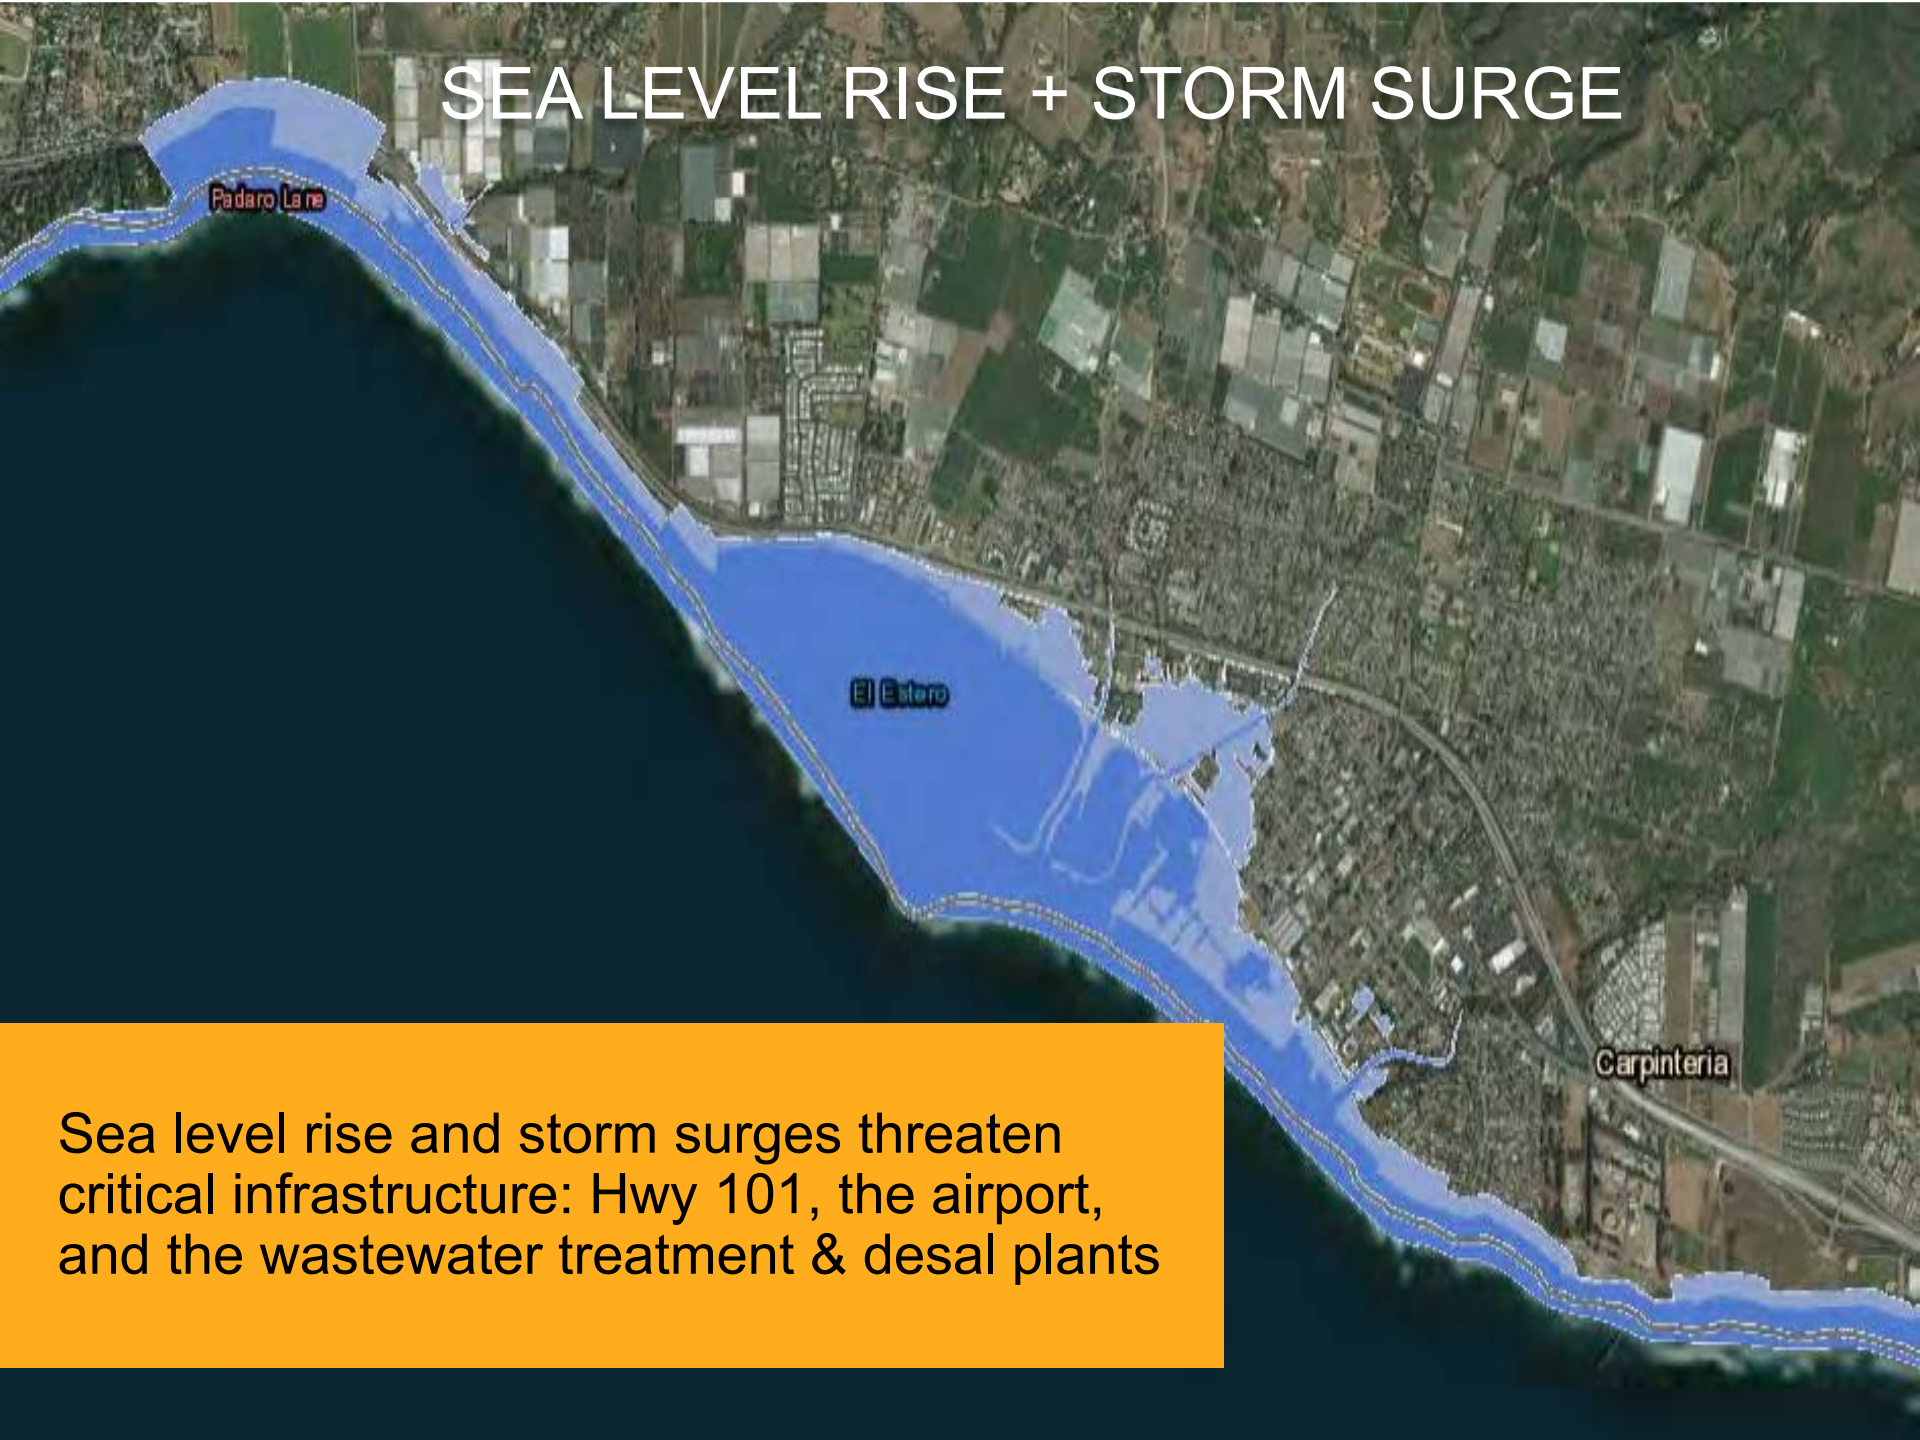 SEA LEVEL RISE + STORM SURGE
Padaro Lane
El Estero
Carpinteria
Sea level rise and storm surges threaten
critical infrastructure: Hwy 101, the airport,
and the wastewater treatment & desal plants